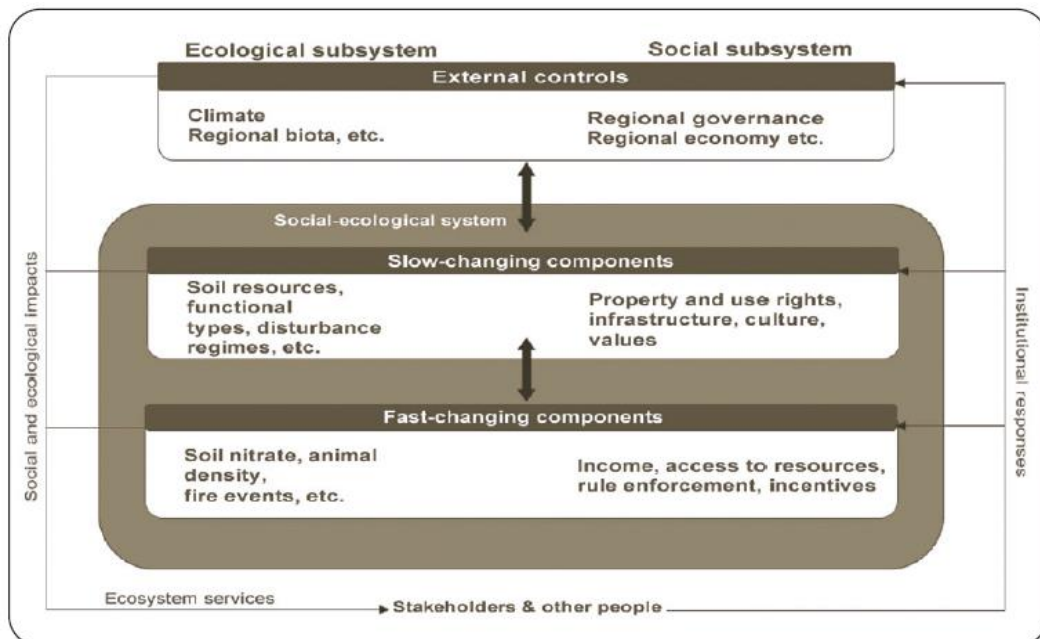 Ecological subsystem
Social subsystem
External controls
Climate
Regional biota, etc.
Regional governance
Regional economy etc.
Social-ecological system
Slow-changing components
Soil resources,
functional
types, disturbance
regimes, etc.
Property and use rights,
infrastructure, culture,
values
Fast-changing components
Soil nitrate, animal
density,
fire events, etc.
Income, access to resources,
rule enforcement, incentives
Social and ecological impacts
Institutional responses
Ecosystem services
Stakeholders & other people